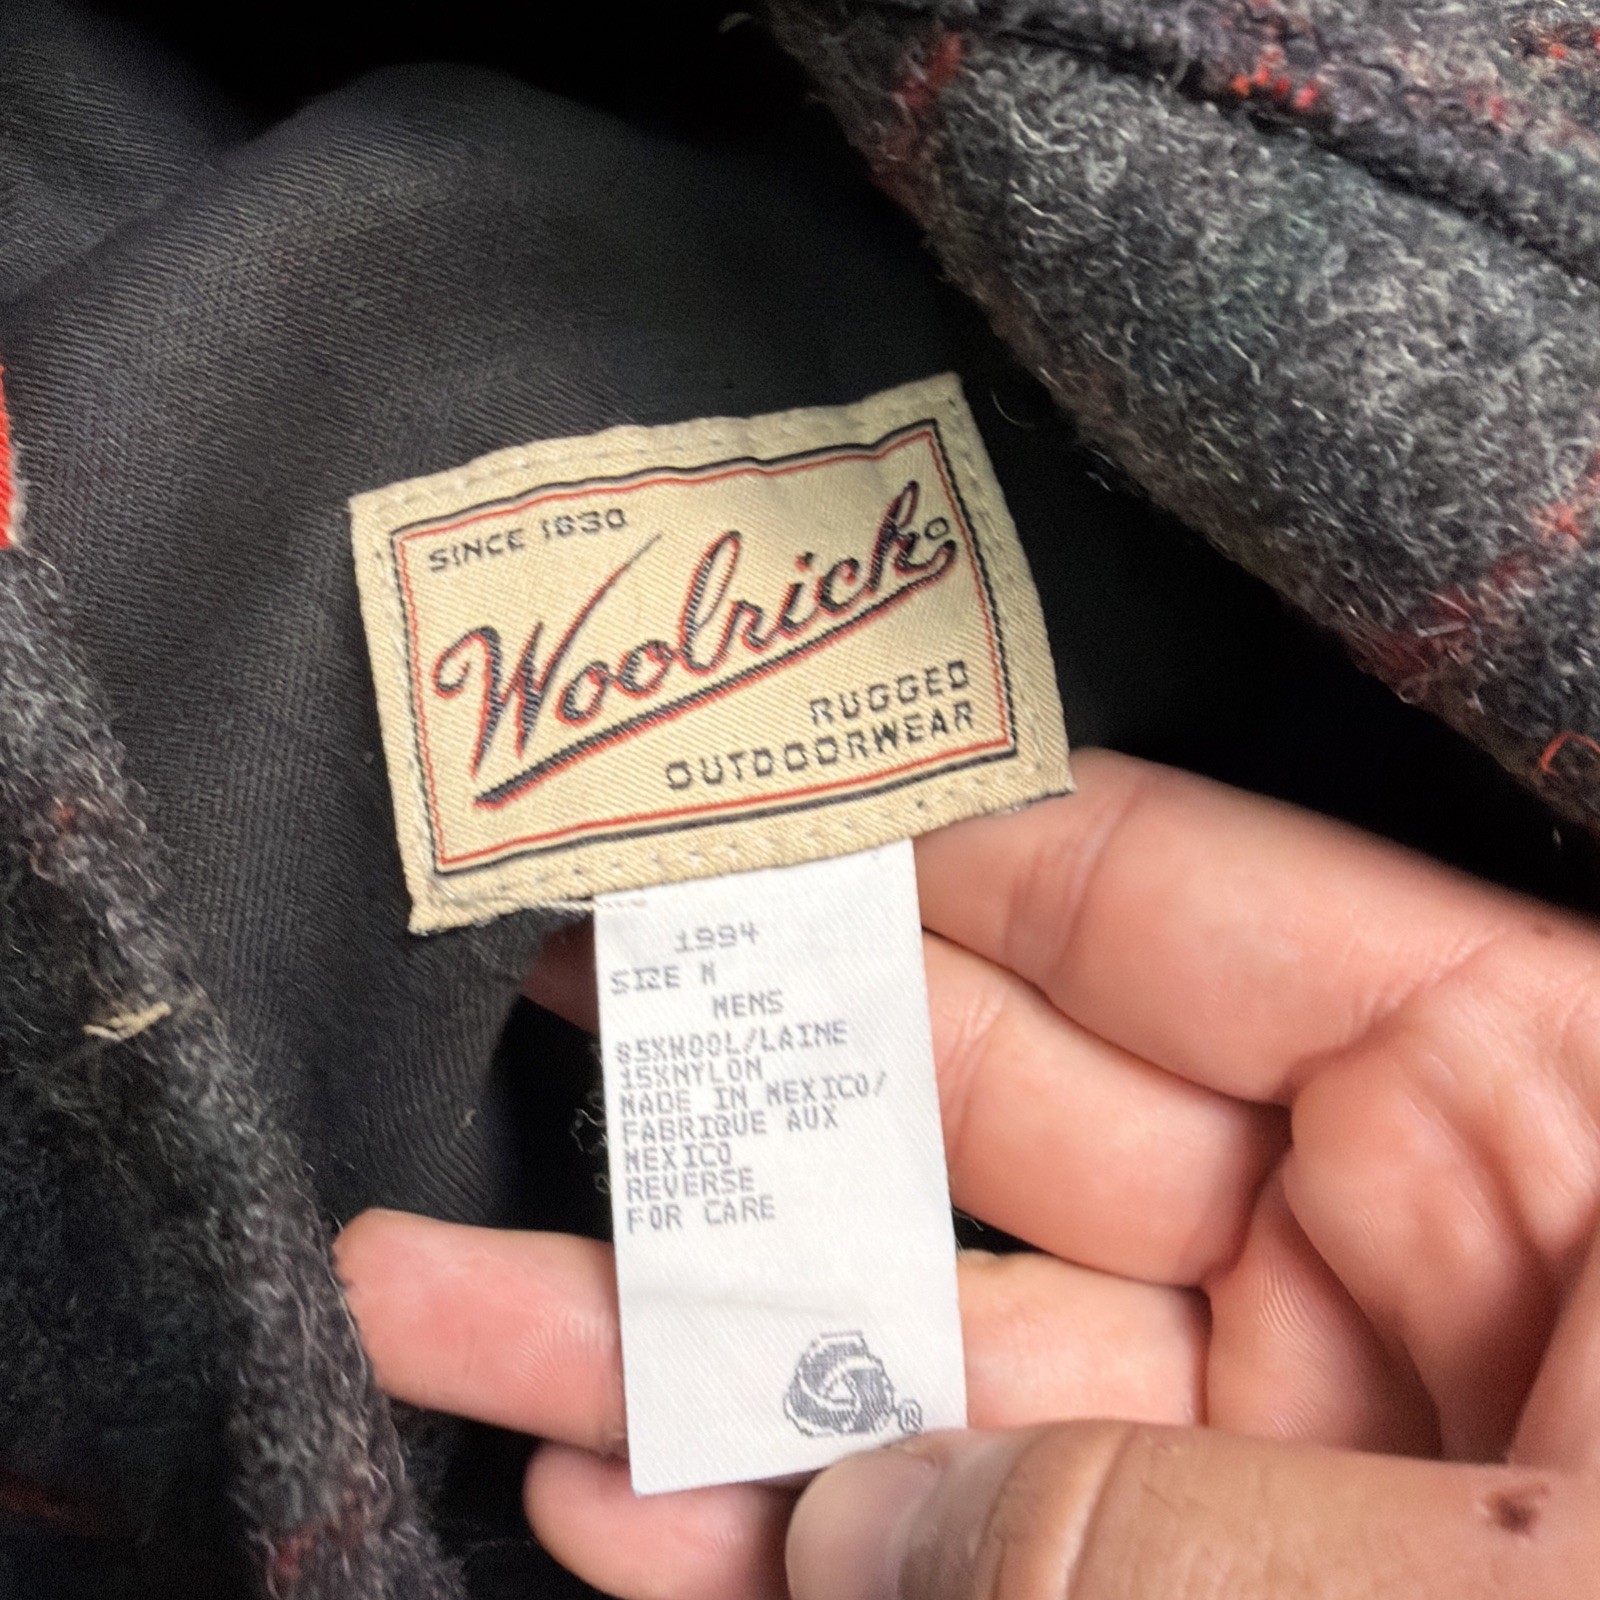 SINCE 1830
Woolrich®
RUGGED
OUTDOORWEAR
1994
SIZE M
MENS
85%WOOL/LAINE
15%NYLON
MADE IN MEXICO/
FABRIQUE AUX
MEXICO
REVERSE
FOR CARE
®